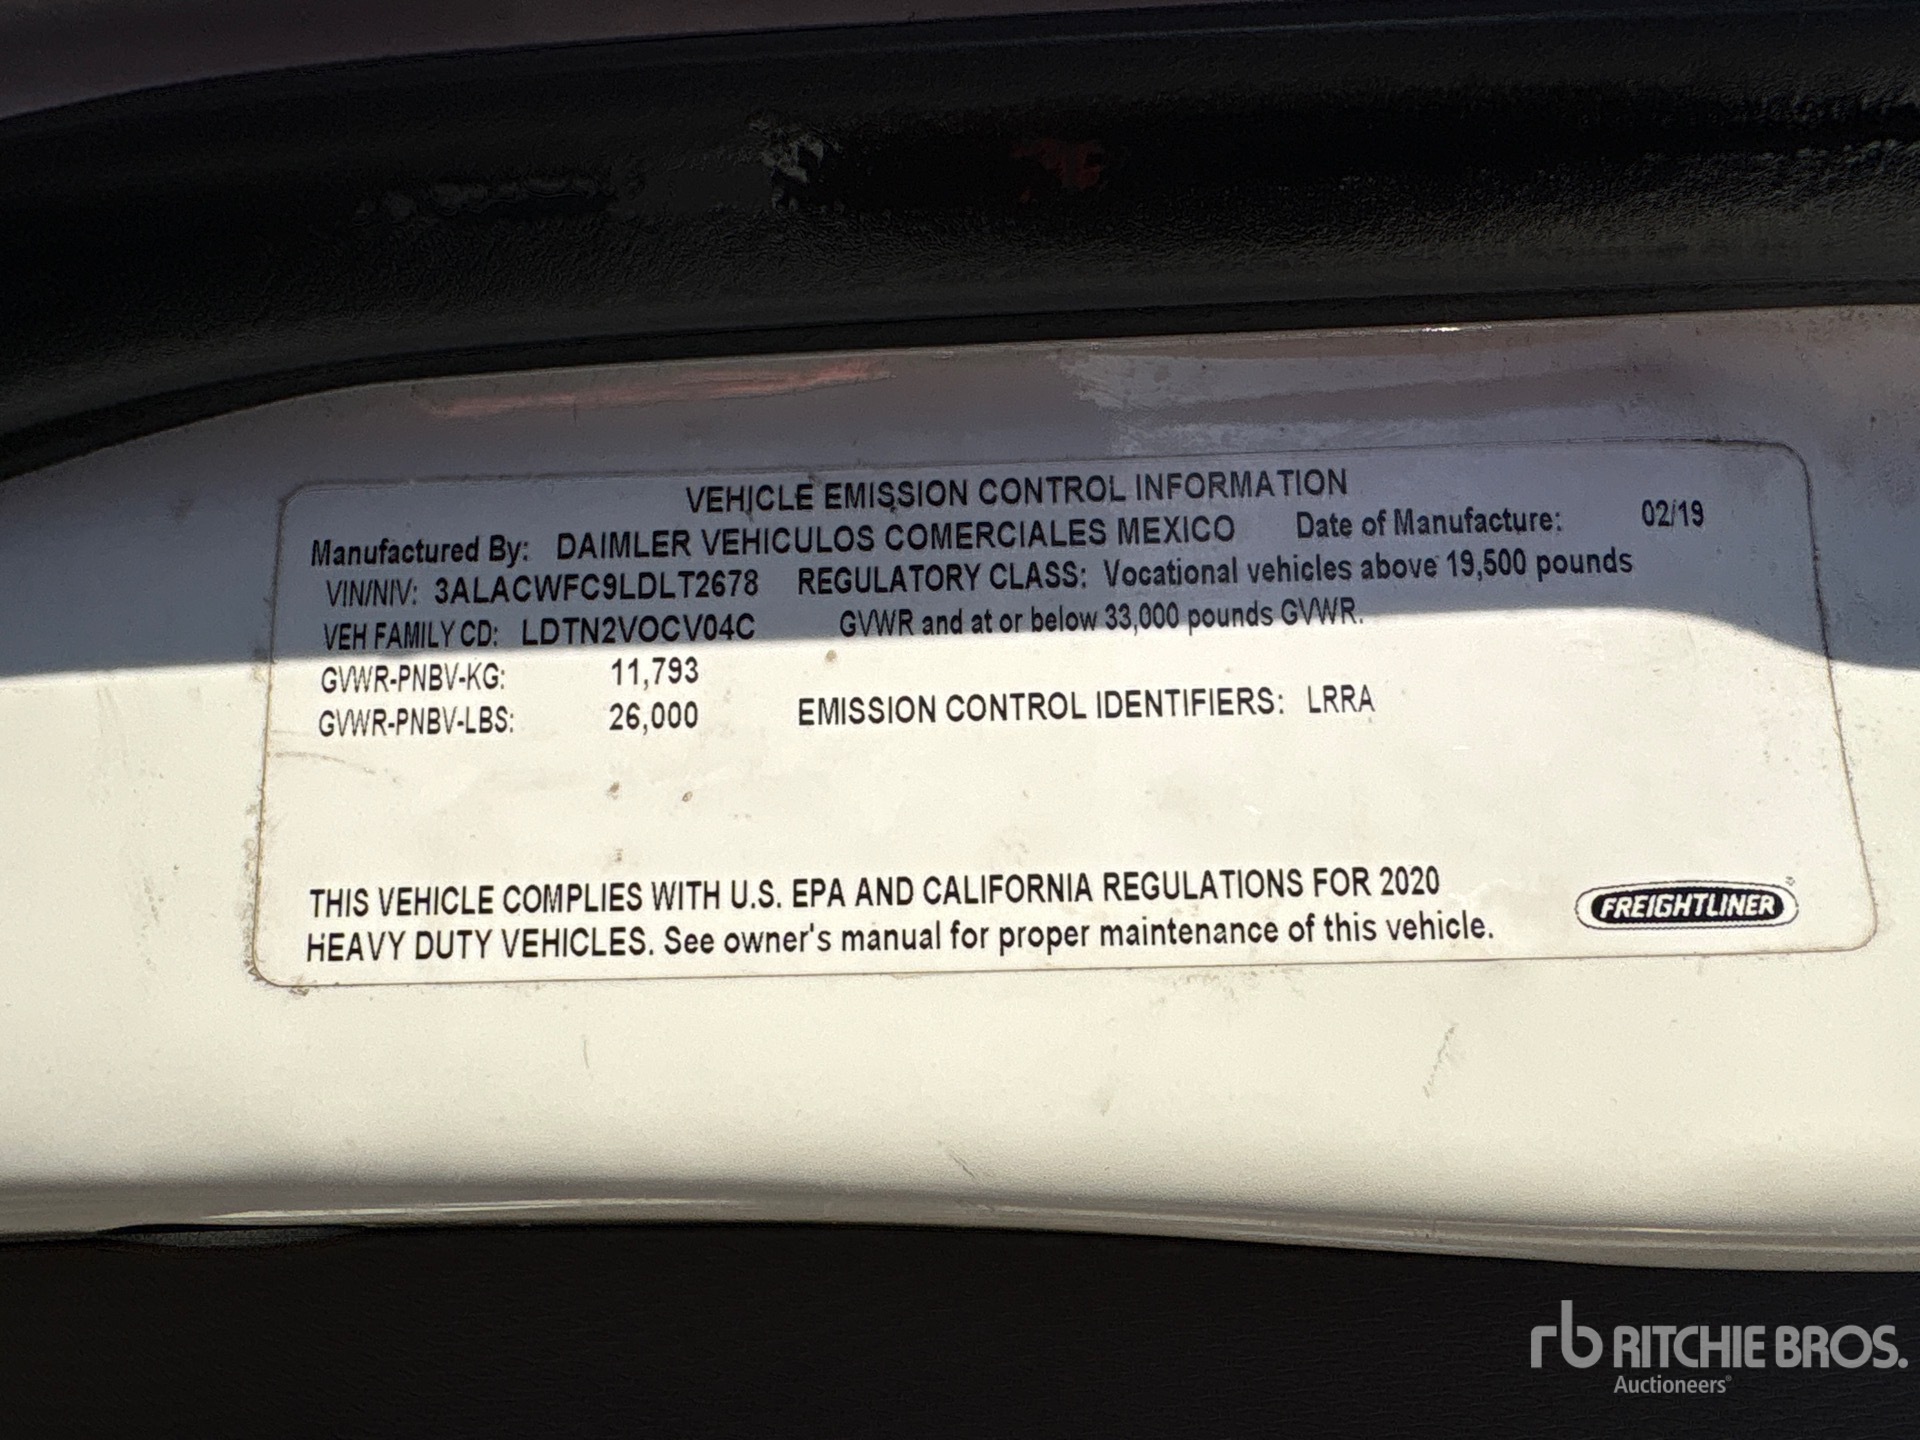 VEHICLE EMISSION CONTROL INFORMATION
Manufactured By: DAIMLER VEHICULOS COMERCIALES MEXICO Date of Manufacture: 02/19
VIN/NIV: 3ALACWFC9LDLT2678 REGULATORY CLASS: Vocational vehicles above 19,500 pounds
VEH FAMILY CD: LDTN2VOCV04C GVWR and at or below 33,000 pounds GVWR.
GVWR-PNBV-KG: 11,793
GVWR-PNBV-LBS: 26,000 EMISSION CONTROL IDENTIFIERS: LRRA
THIS VEHICLE COMPLIES WITH U.S. EPA AND CALIFORNIA REGULATIONS FOR 2020
HEAVY DUTY VEHICLES. See owner's manual for proper maintenance of this vehicle.
FREIGHTLINER
rb RITCHIE BROS.
Auctioneers